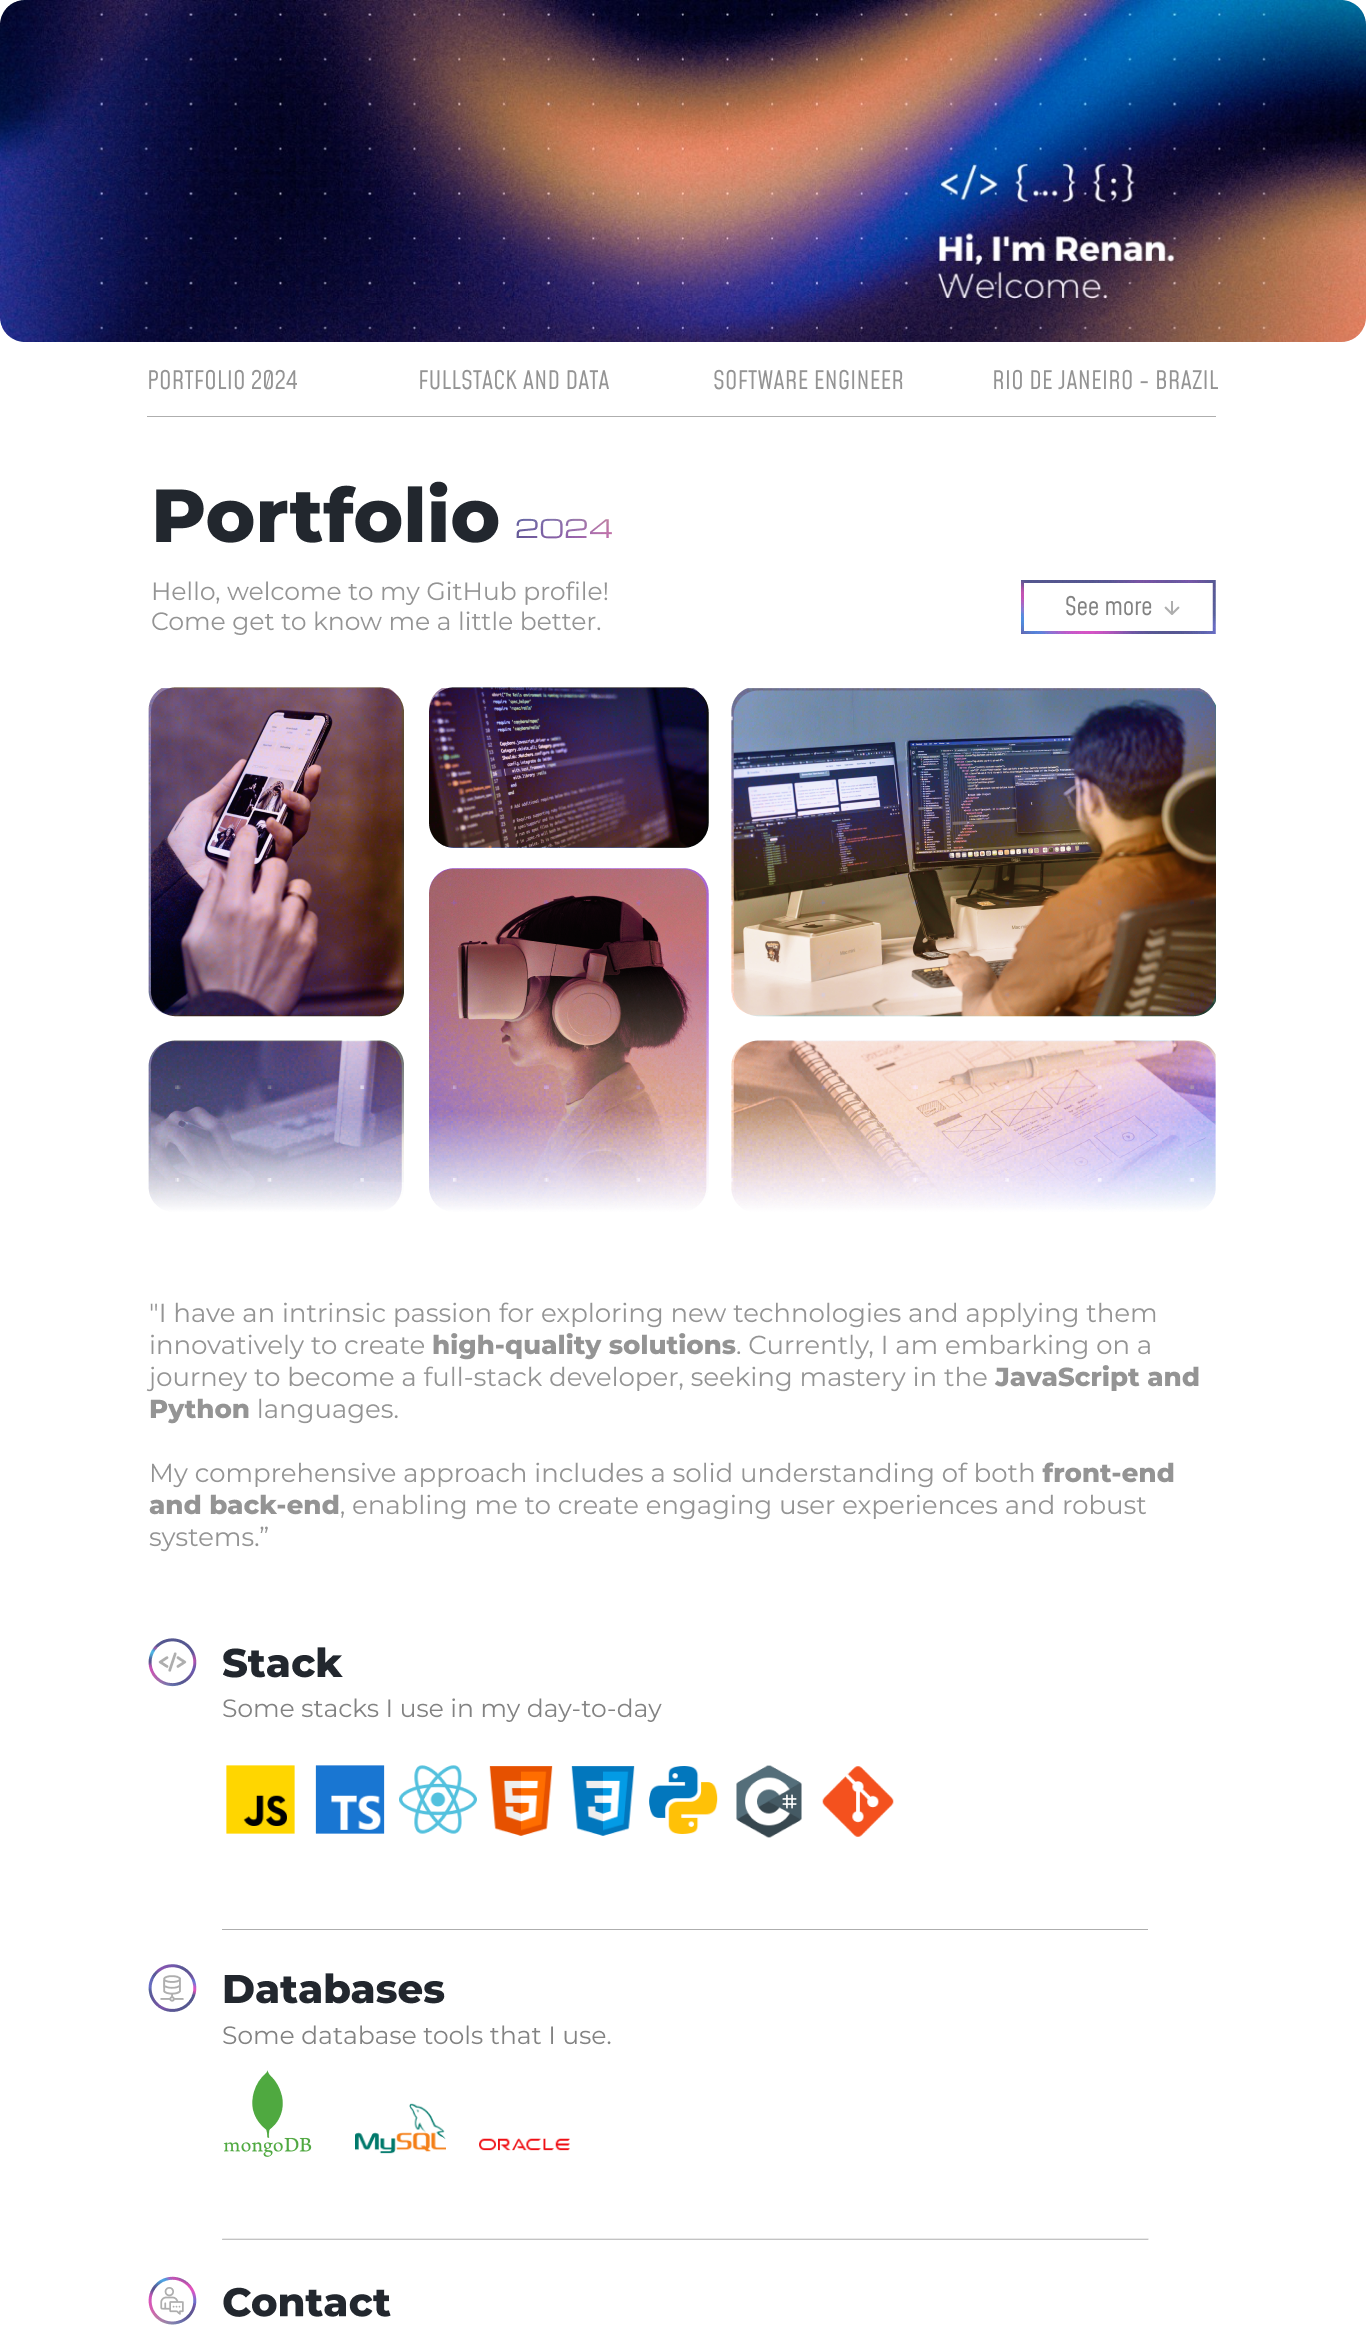 </> {...} {;}
Hi, I'm Renan.
Welcome.
PORTFOLIO 2024 FULLSTACK AND DATA SOFTWARE ENGINEER RIO DE JANEIRO - BRAZIL
Portfolio 2024
Hello, welcome to my GitHub profile!
Come get to know me a little better.
See more
"I have an intrinsic passion for exploring new technologies and applying them
innovatively to create high-quality solutions. Currently, I am embarking on a
journey to become a full-stack developer, seeking mastery in the JavaScript and
Python languages.
My comprehensive approach includes a solid understanding of both front-end
and back-end, enabling me to create engaging user experiences and robust
systems.”
</> Stack
Some stacks I use in my day-to-day
JS TS 5 3 C#
Databases
Some database tools that I use.
mongoDB MySQL ORACLE
Contact